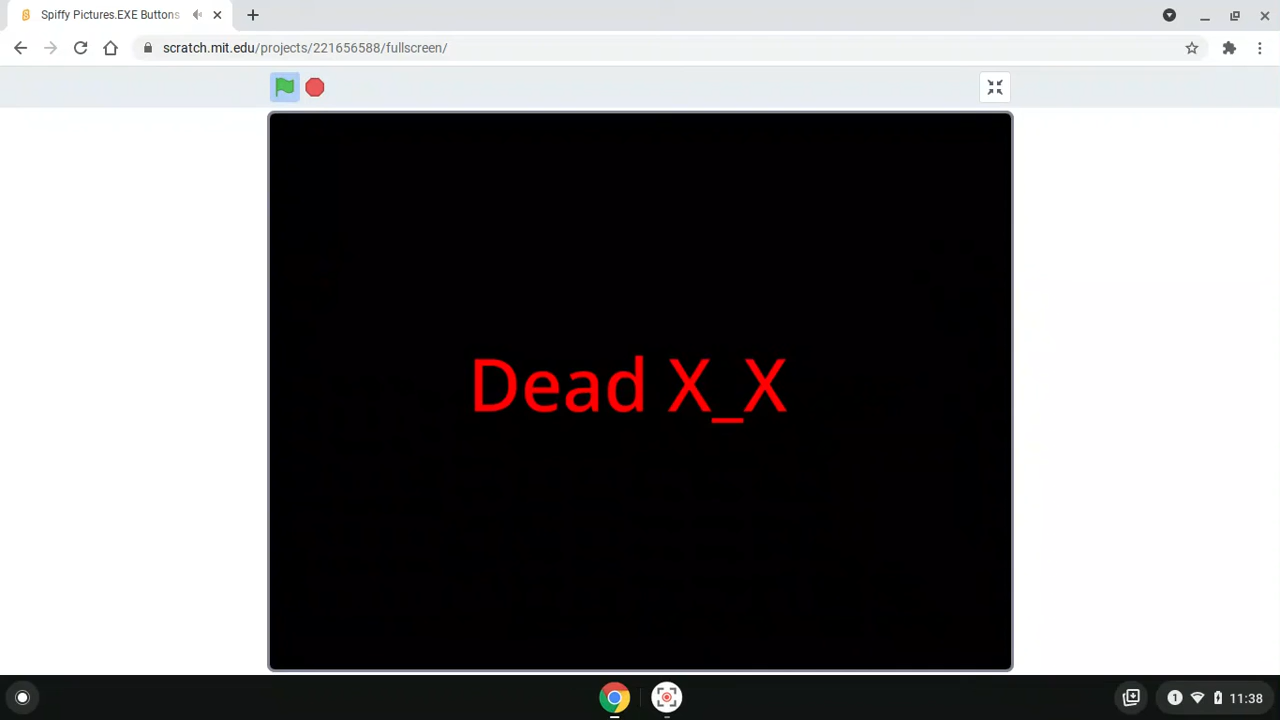 Spiffy Pictures.EXE Buttons
scratch.mit.edu/projects/221656588/fullscreen/
Dead X_X
1 11:38